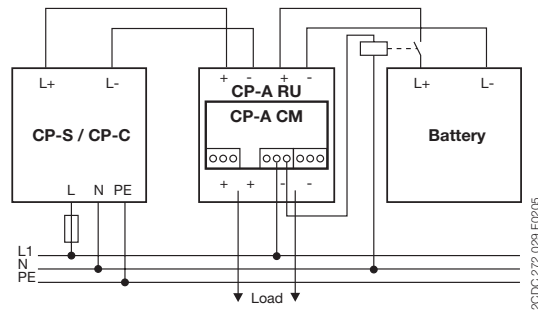 L+ L-
+ - + -
L+ L-
CP-A RU
CP-A CM
CP-S / CP-C
Battery
L N PE
+ + - -
L1
N
PE
Load
2CDC 272 029 F0205